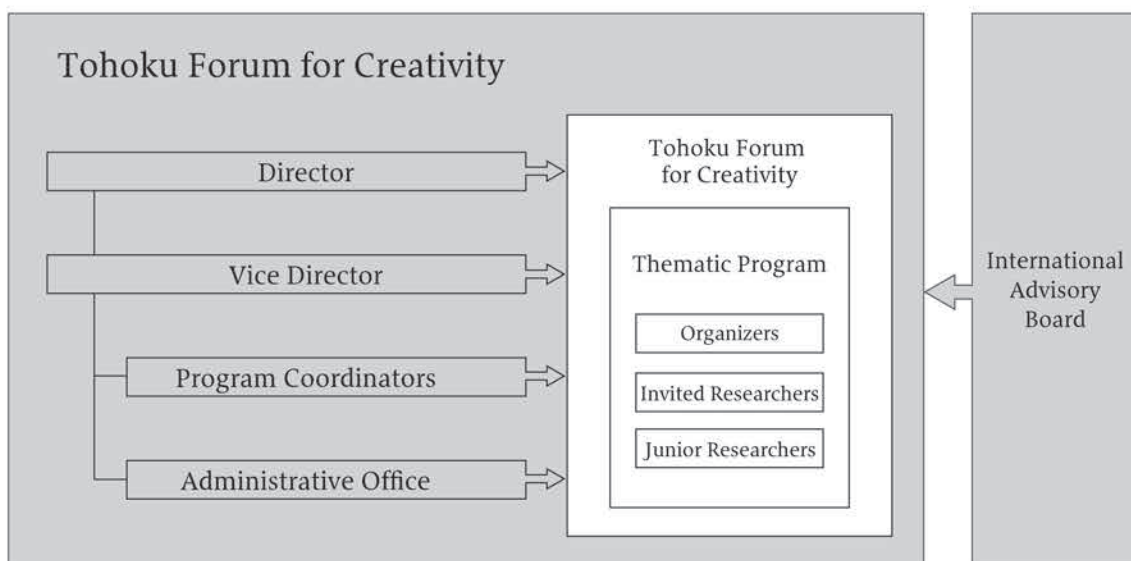 Tohoku Forum for Creativity
Director
Vice Director
Program Coordinators
Administrative Office
Tohoku Forum
for Creativity
Thematic Program
Organizers
Invited Researchers
Junior Researchers
International
Advisory
Board